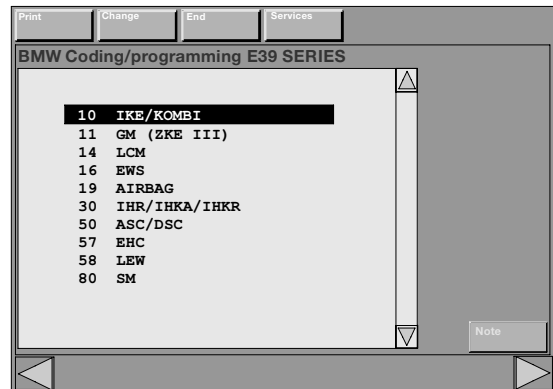 Print Change End Services
BMW Coding/programming E39 SERIES
10 IKE/KOMBI
11 GM (ZKE III)
14 LCM
16 EWS
19 AIRBAG
30 IHR/IHKA/IHKR
50 ASC/DSC
57 EHC
58 LEW
80 SM
Note